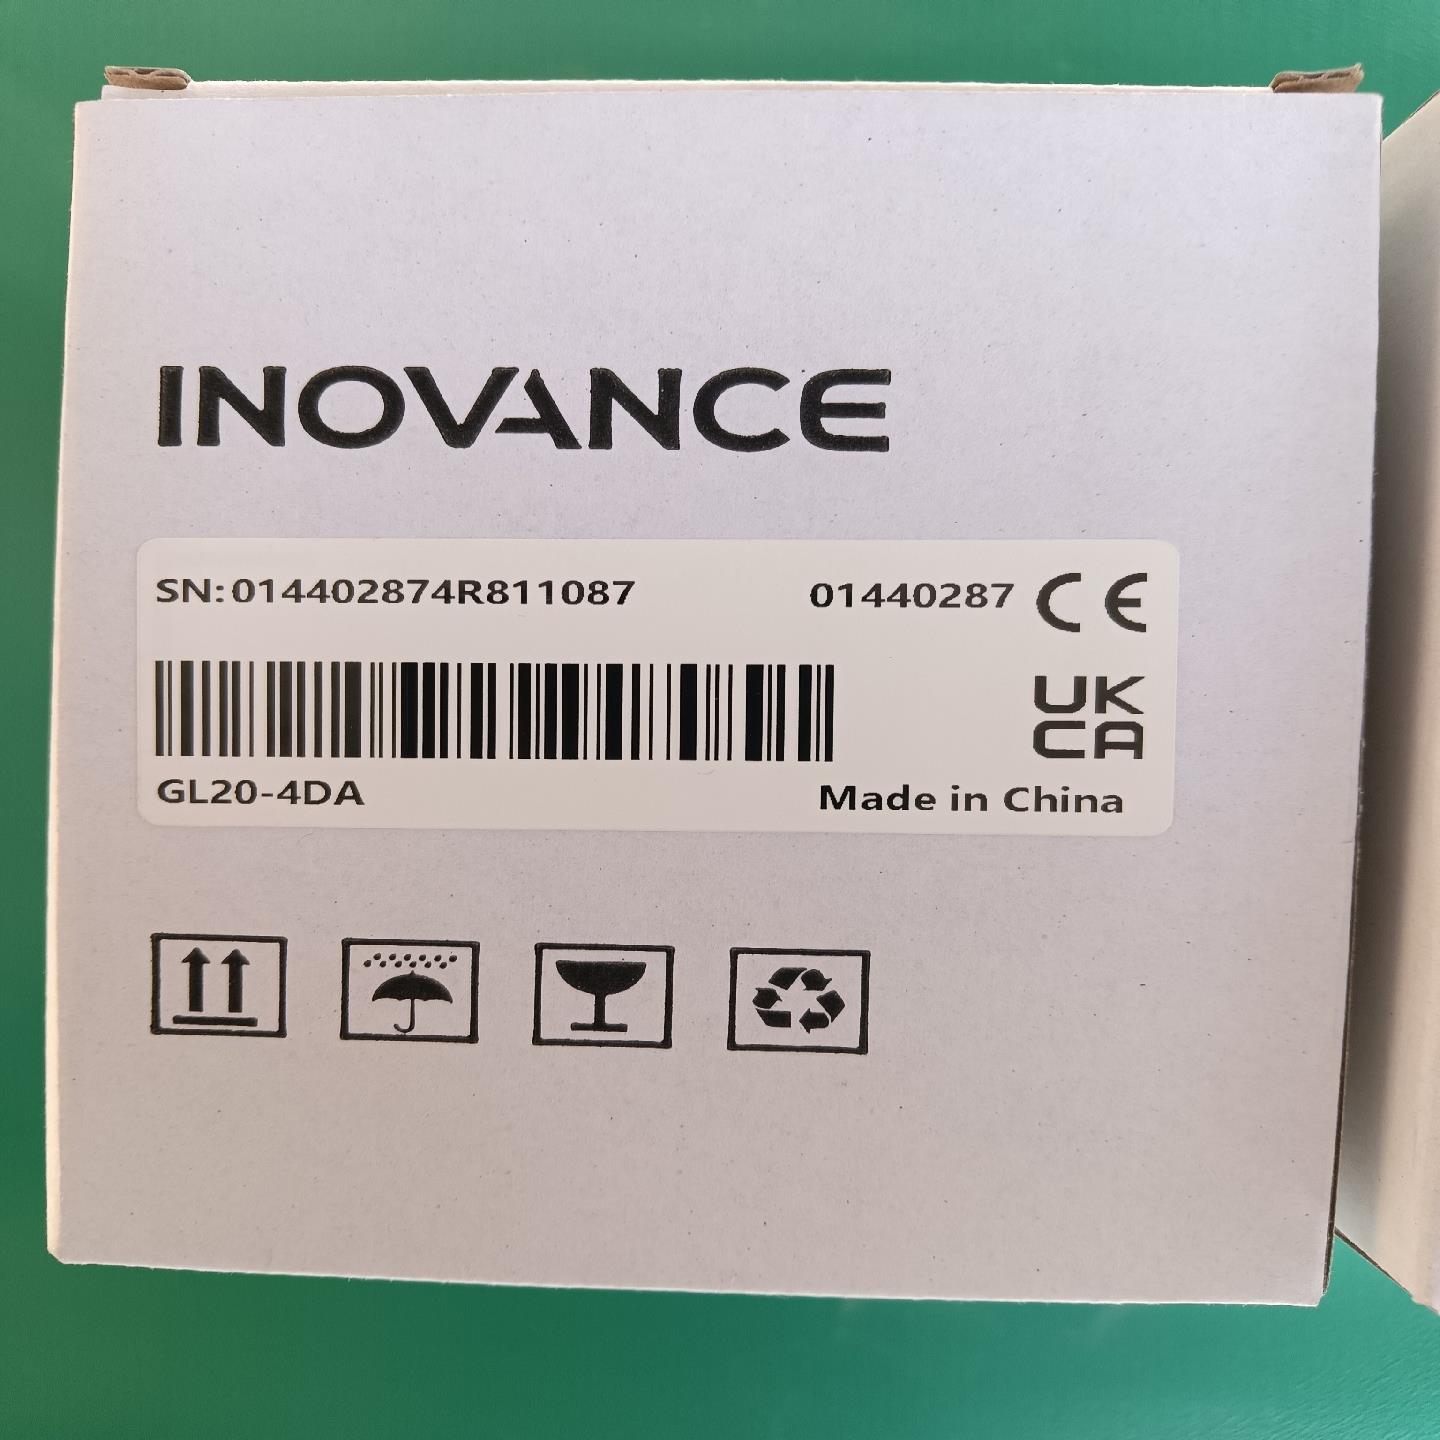 INOVANCE
SN:014402874R811087 01440287 CE
UK
CA
GL20-4DA Made in China